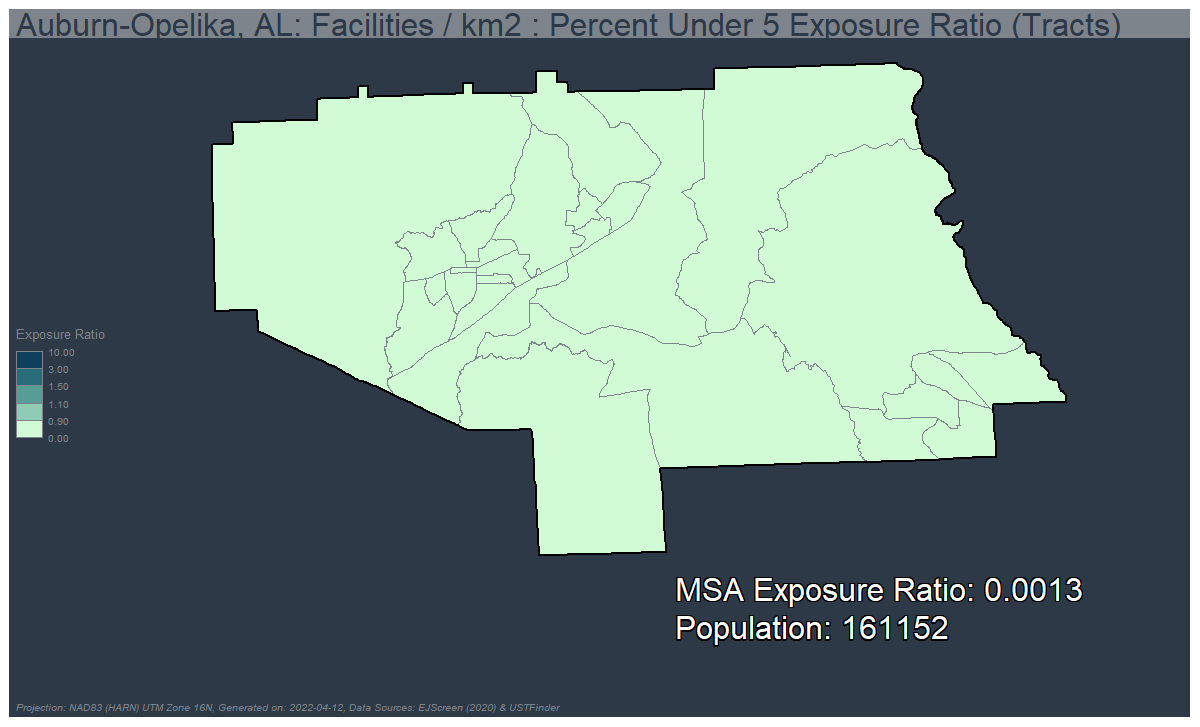 Auburn-Opelika, AL: Facilities / km2 : Percent Under 5 Exposure Ratio (Tracts)
Exposure Ratio
10.00
3.00
1.50
1.10
0.90
0.00
MSA Exposure Ratio: 0.0013
Population: 161152
Projection: NAD83 (HARN) UTM Zone 16N, Generated on: 2022-04-12, Data Sources: EJScreen (2020) & USTFinder